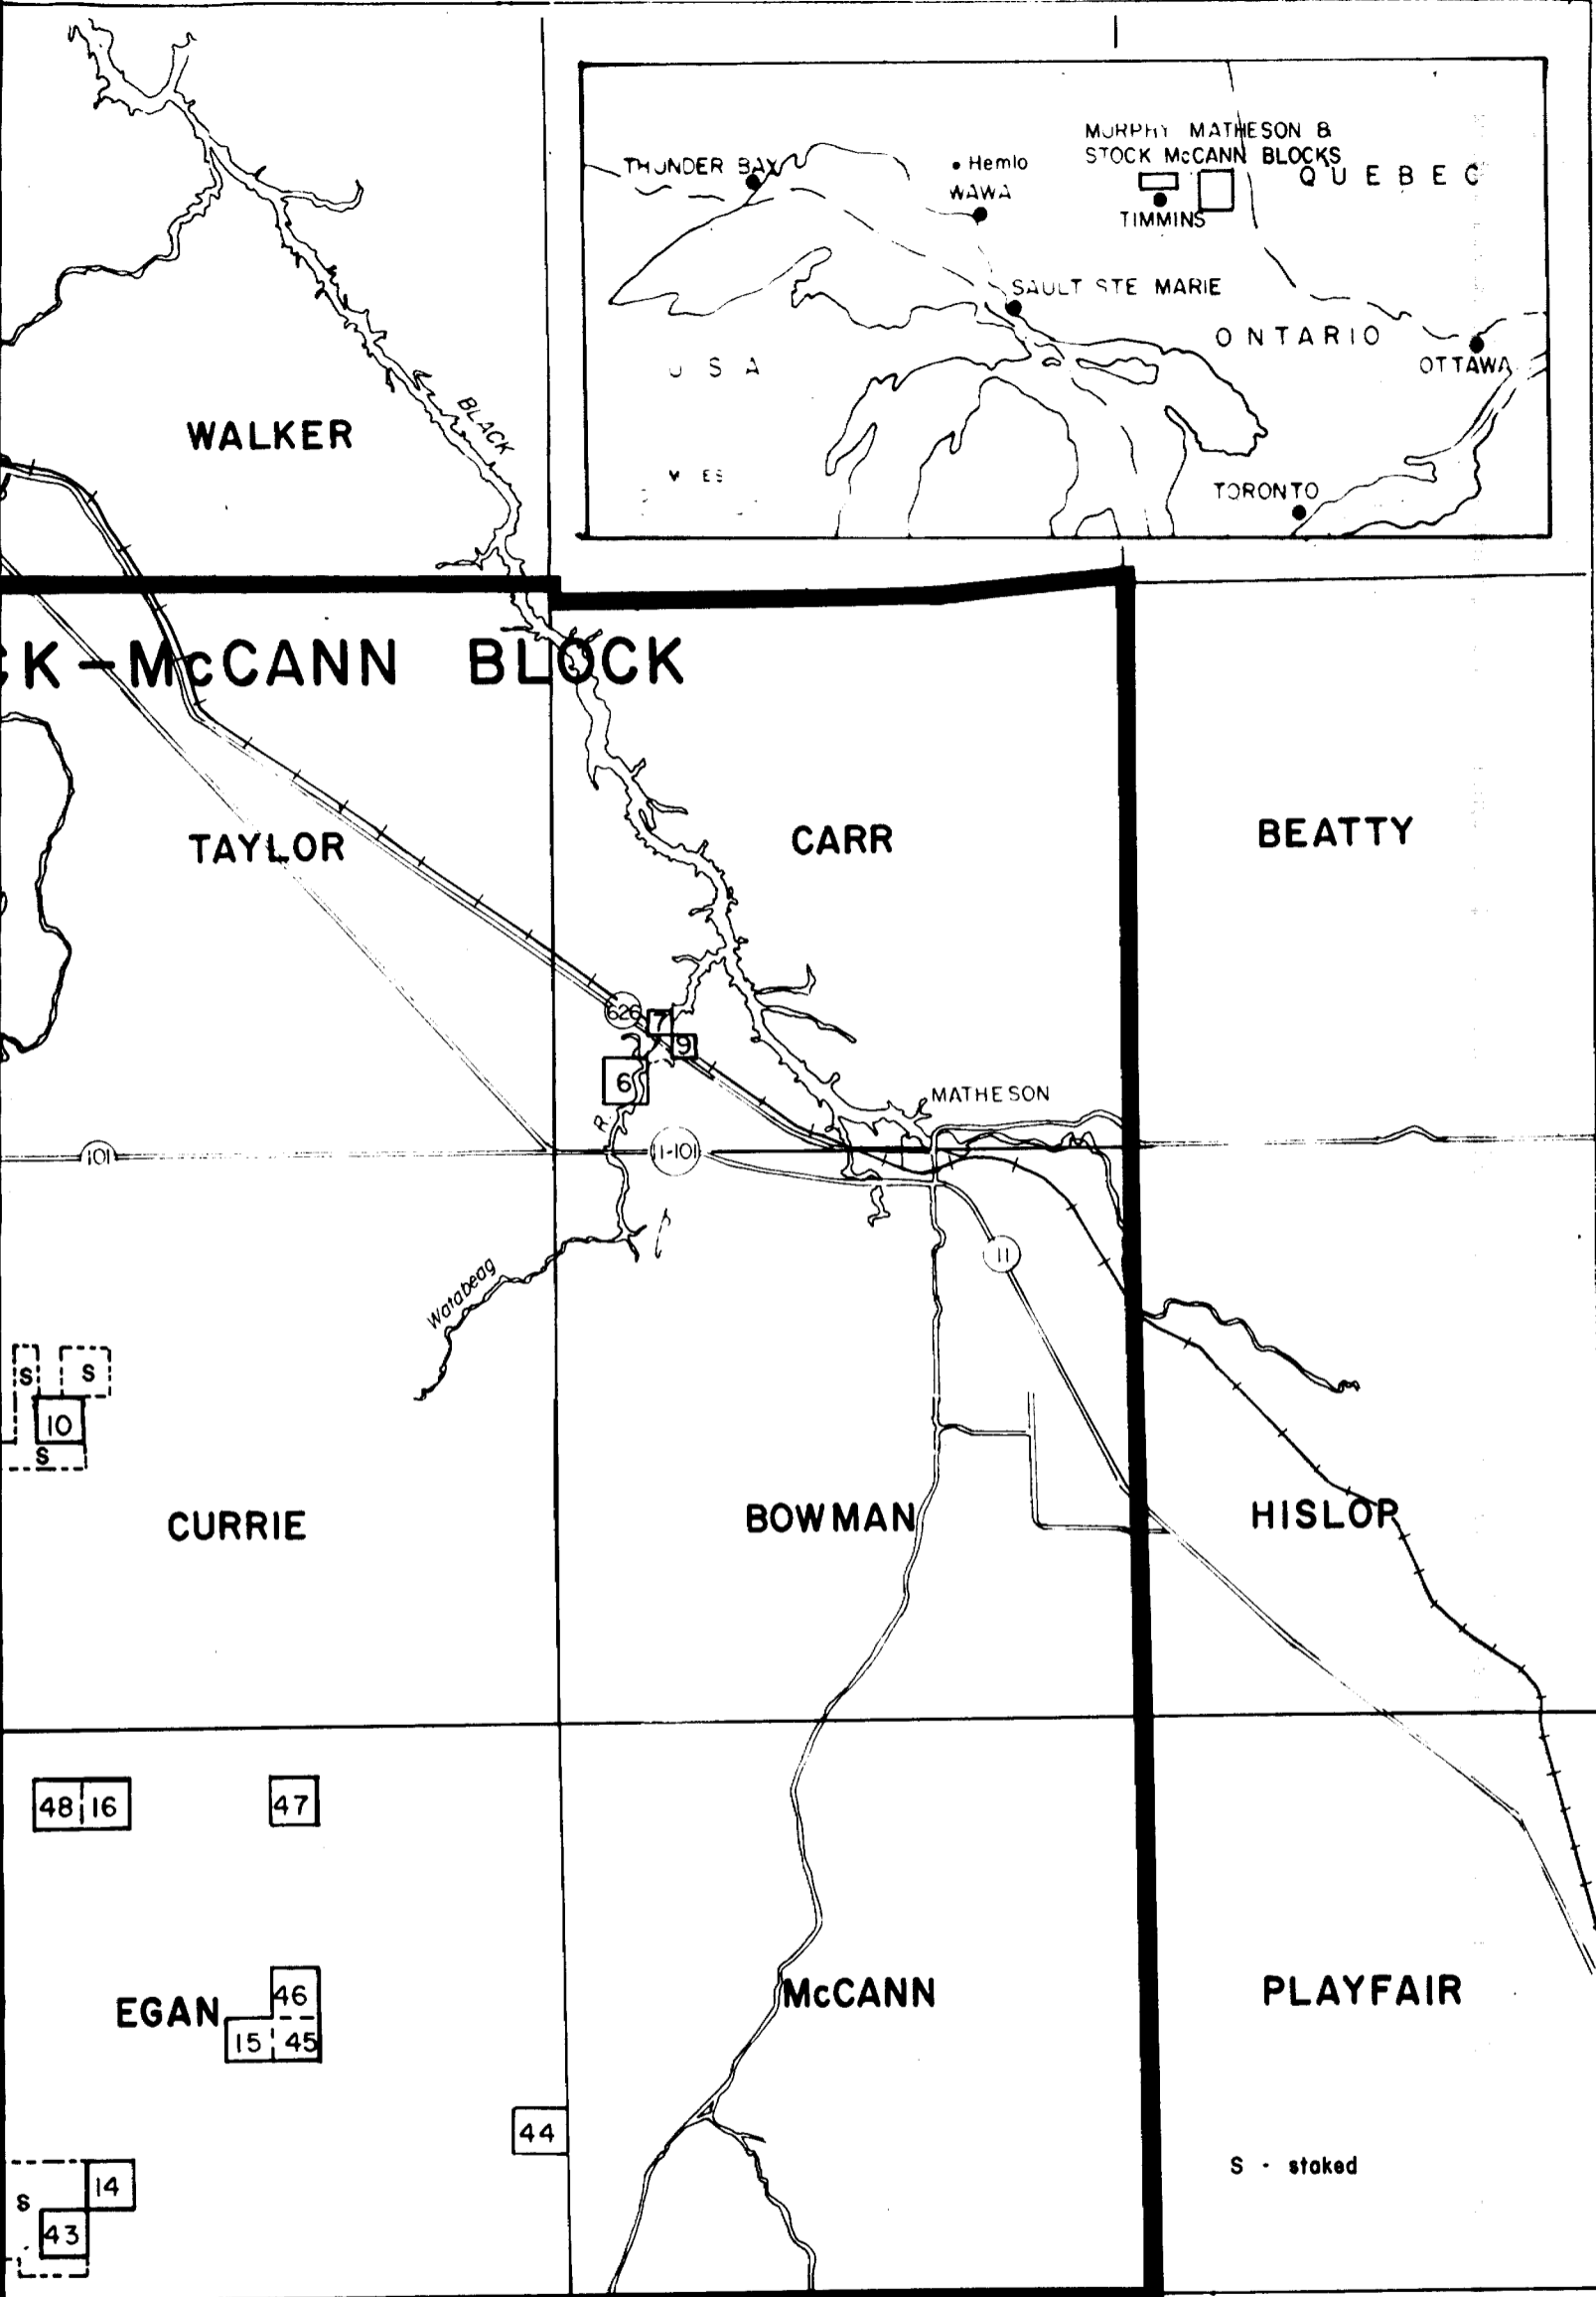 MURPHY MATHESON &
STOCK McCANN BLOCKS
QUEBEC
THUNDER BAY
• Hemlo
WAWA
TIMMINS
SAULT STE MARIE
ONTARIO
OTTAWA
U S A
TORONTO
WALKER
BLACK
CK-McCANN BLOCK
TAYLOR
CARR
BEATTY
626
7
9
6
R.
MATHESON
101
11-101
11
Watabeag
S
S
10
S
CURRIE
BOWMAN
HISLOP
48 16
47
46
EGAN
15 45
McCANN
PLAYFAIR
44
14
S
43
S - staked